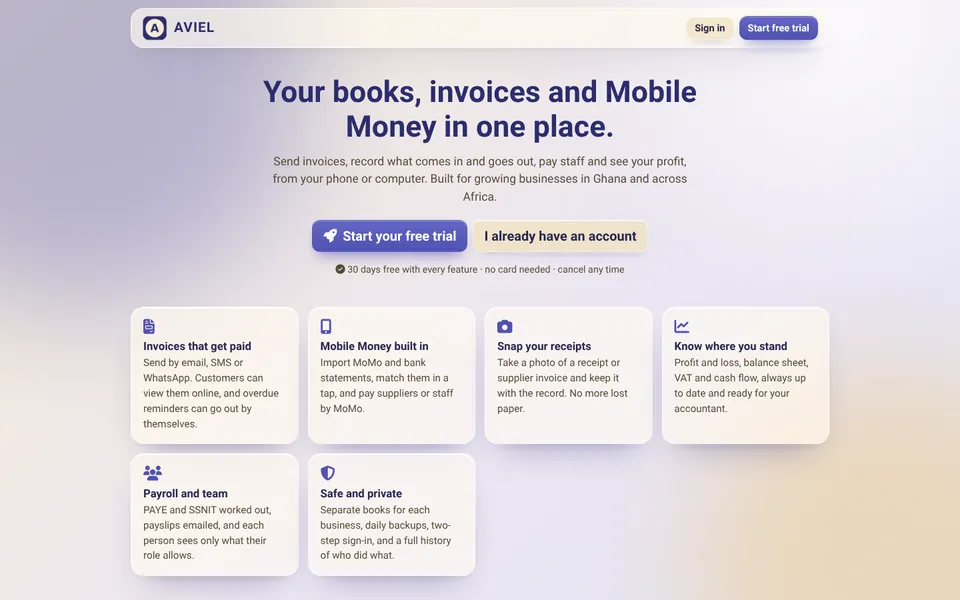 A AVIEL
Sign in
Start free trial
Your books, invoices and Mobile
Money in one place.
Send invoices, record what comes in and goes out, pay staff and see your profit,
from your phone or computer. Built for growing businesses in Ghana and across
Africa.
Start your free trial
I already have an account
30 days free with every feature · no card needed · cancel any time
Invoices that get paid
Send by email, SMS or
WhatsApp. Customers can
view them online, and overdue
reminders can go out by
themselves.
Mobile Money built in
Import MoMo and bank
statements, match them in a
tap, and pay suppliers or staff
by MoMo.
Snap your receipts
Take a photo of a receipt or
supplier invoice and keep it
with the record. No more lost
paper.
Know where you stand
Profit and loss, balance sheet,
VAT and cash flow, always up
to date and ready for your
accountant.
Payroll and team
PAYE and SSNIT worked out,
payslips emailed, and each
person sees only what their
role allows.
Safe and private
Separate books for each
business, daily backups, two-
step sign-in, and a full history
of who did what.